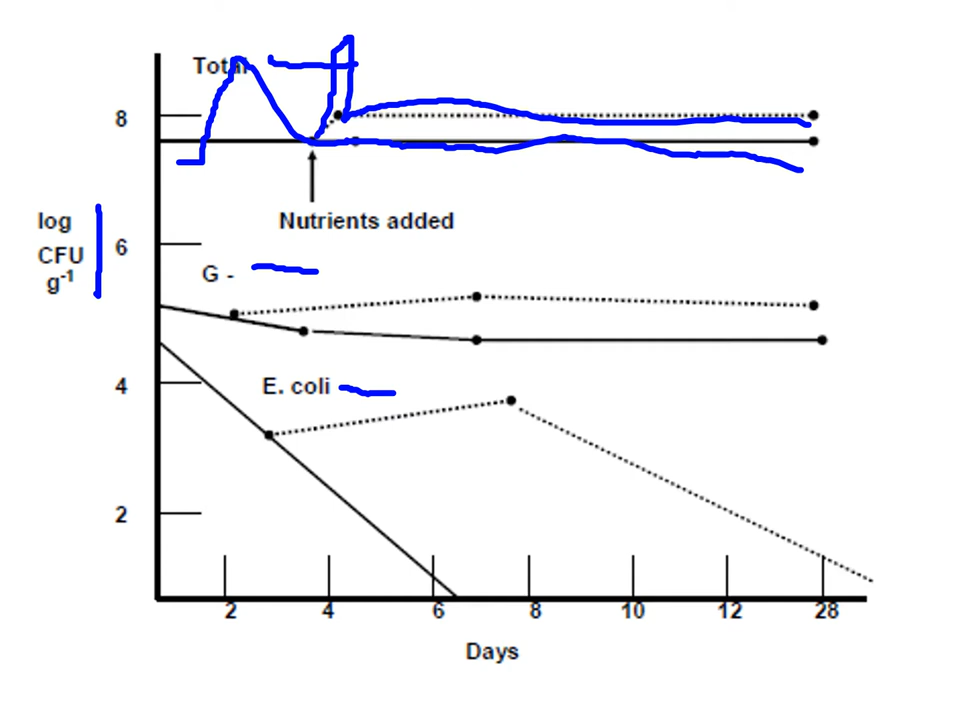 Total
8
Nutrients added
log
CFU
g-1
6
G -
E. coli
4
2
2 4 6 8 10 12 28
Days